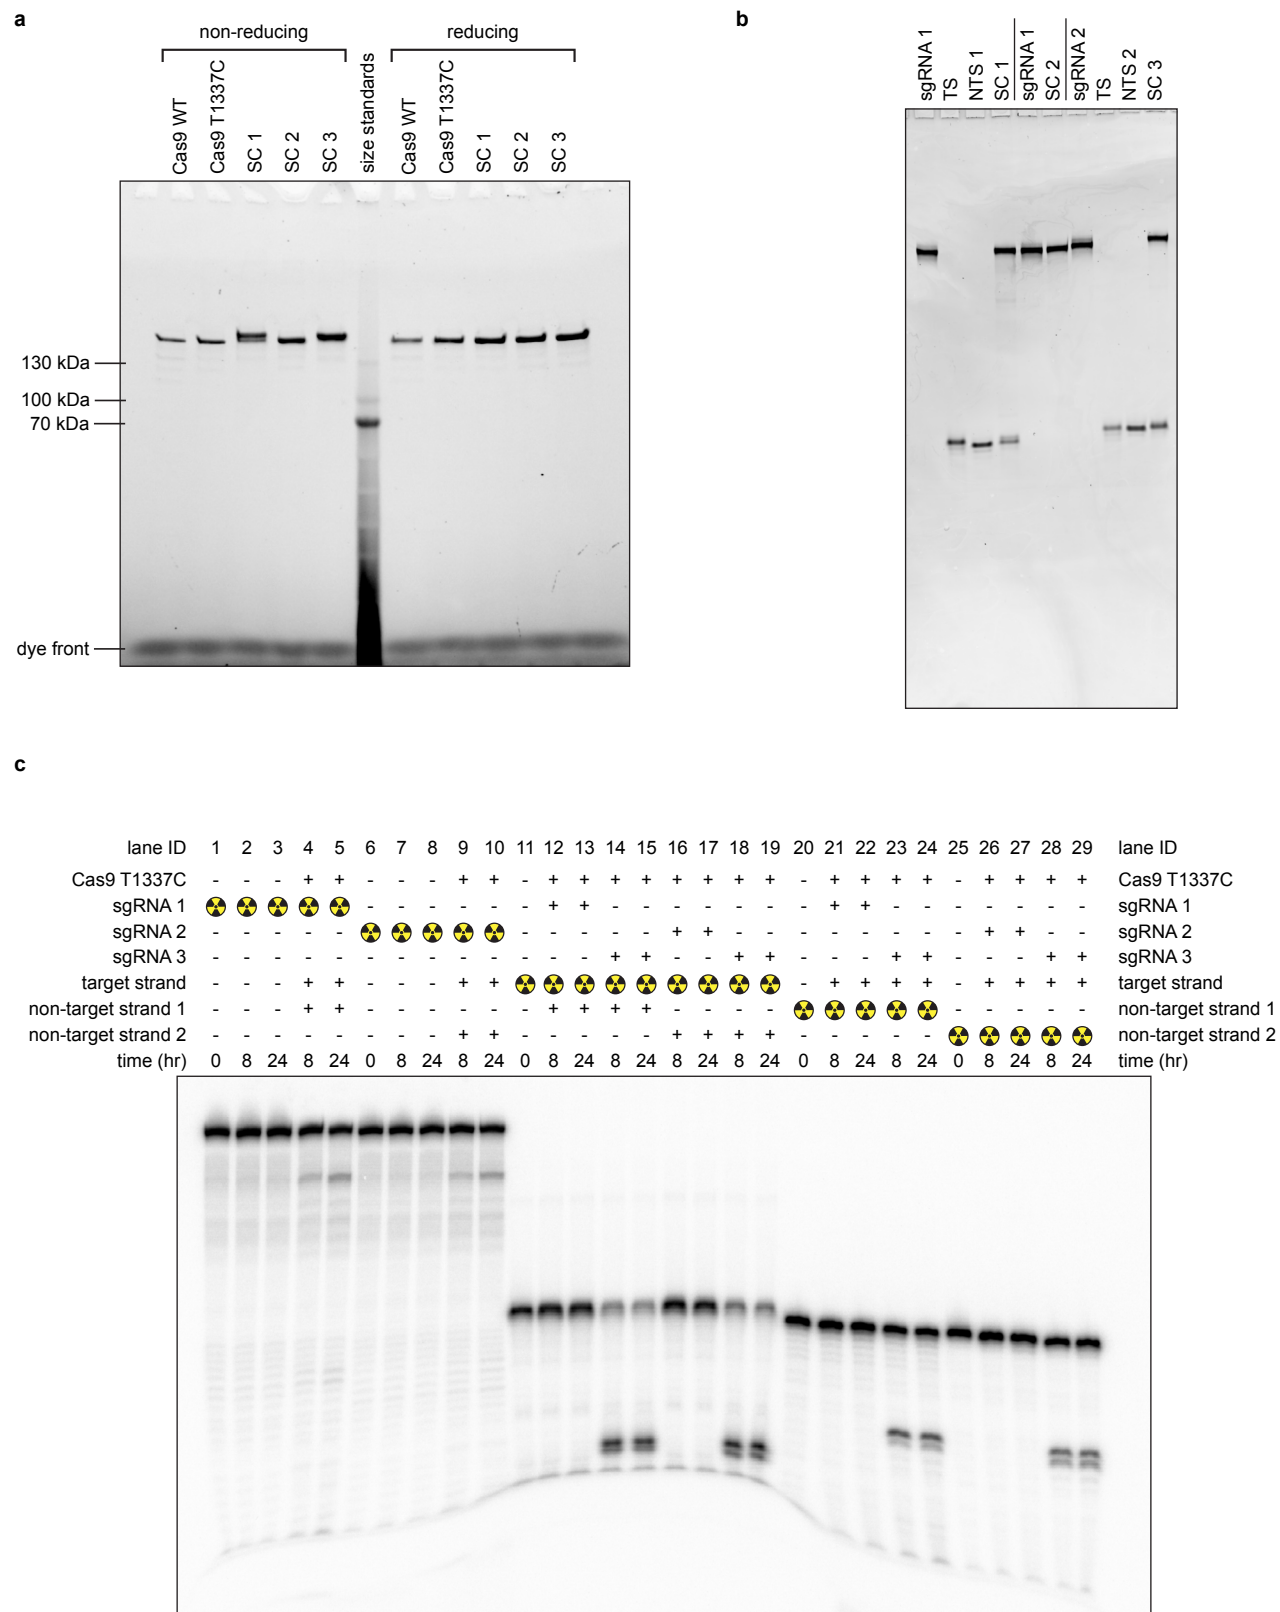 a
non-reducing
reducing
Cas9 WT
Cas9 T1337C
SC 1
SC 2
SC 3
size standards
Cas9 WT
Cas9 T1337C
SC 1
SC 2
SC 3
130 kDa
100 kDa
70 kDa
dye front
b
sgRNA 1
TS
NTS 1
SC 1
sgRNA 1
SC 2
sgRNA 2
TS
NTS 2
SC 3
c
lane ID 1 2 3 4 5 6 7 8 9 10 11 12 13 14 15 16 17 18 19 20 21 22 23 24 25 26 27 28 29 lane ID
Cas9 T1337C - - - + + - - - + + - + + + + + + + + - + + + + - + + + + Cas9 T1337C
sgRNA 1 - - - - - - + + - - - - - - - + + - - - - - - - sgRNA 1
sgRNA 2 - - - - - - - - - - + + - - - - - - - - + + - - sgRNA 2
sgRNA 3 - - - - - - - - - - - - - + + - - + + - - - + + - - - + + sgRNA 3
target strand - - - + + - - - + + - + + + + - + + + + target strand
non-target strand 1 - - - + + - - - - - - + + + + - - - - - - - - - non-target strand 1
non-target strand 2 - - - - - - - - + + - - - - - + + + + - - - - - non-target strand 2
time (hr) 0 8 24 8 24 0 8 24 8 24 0 8 24 8 24 8 24 8 24 0 8 24 8 24 0 8 24 8 24 time (hr)